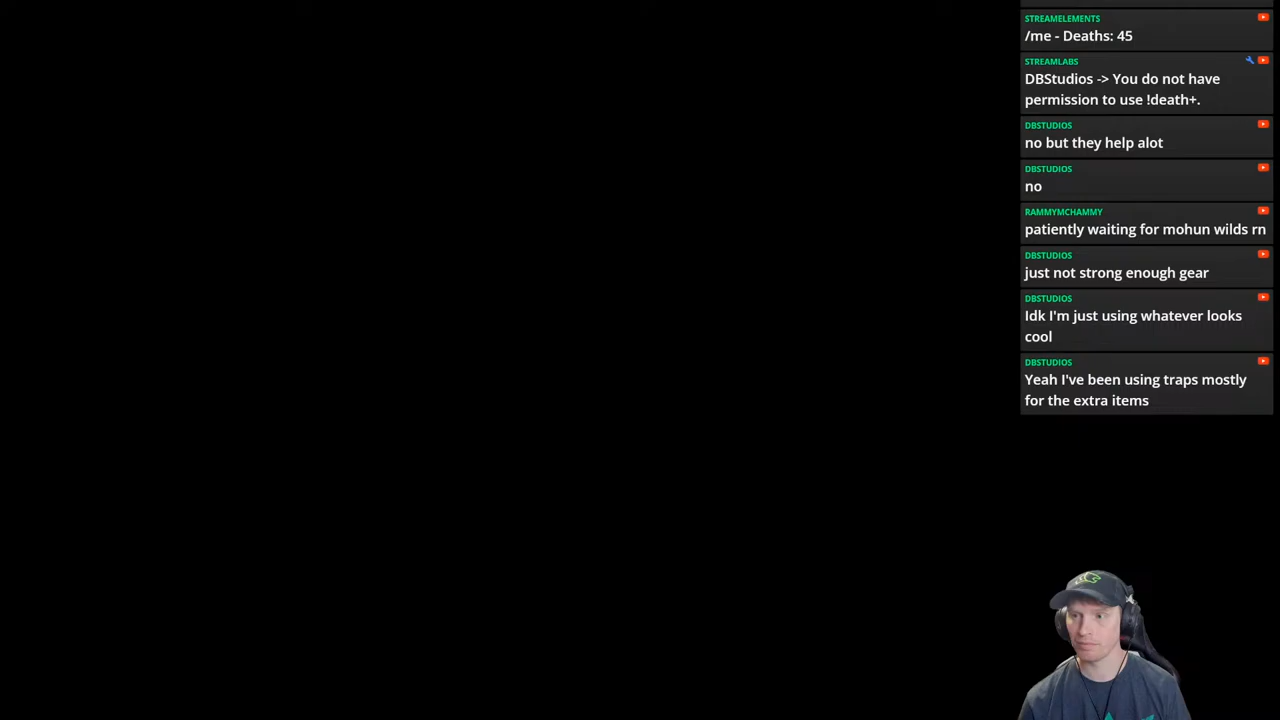 STREAMELEMENTS
/me - Deaths: 45
STREAMLABS
DBStudios -> You do not have
permission to use !death+.
DBSTUDIOS
no but they help alot
DBSTUDIOS
no
RAMMYMCHAMMY
patiently waiting for mohun wilds rn
DBSTUDIOS
just not strong enough gear
DBSTUDIOS
Idk I'm just using whatever looks
cool
DBSTUDIOS
Yeah I've been using traps mostly
for the extra items